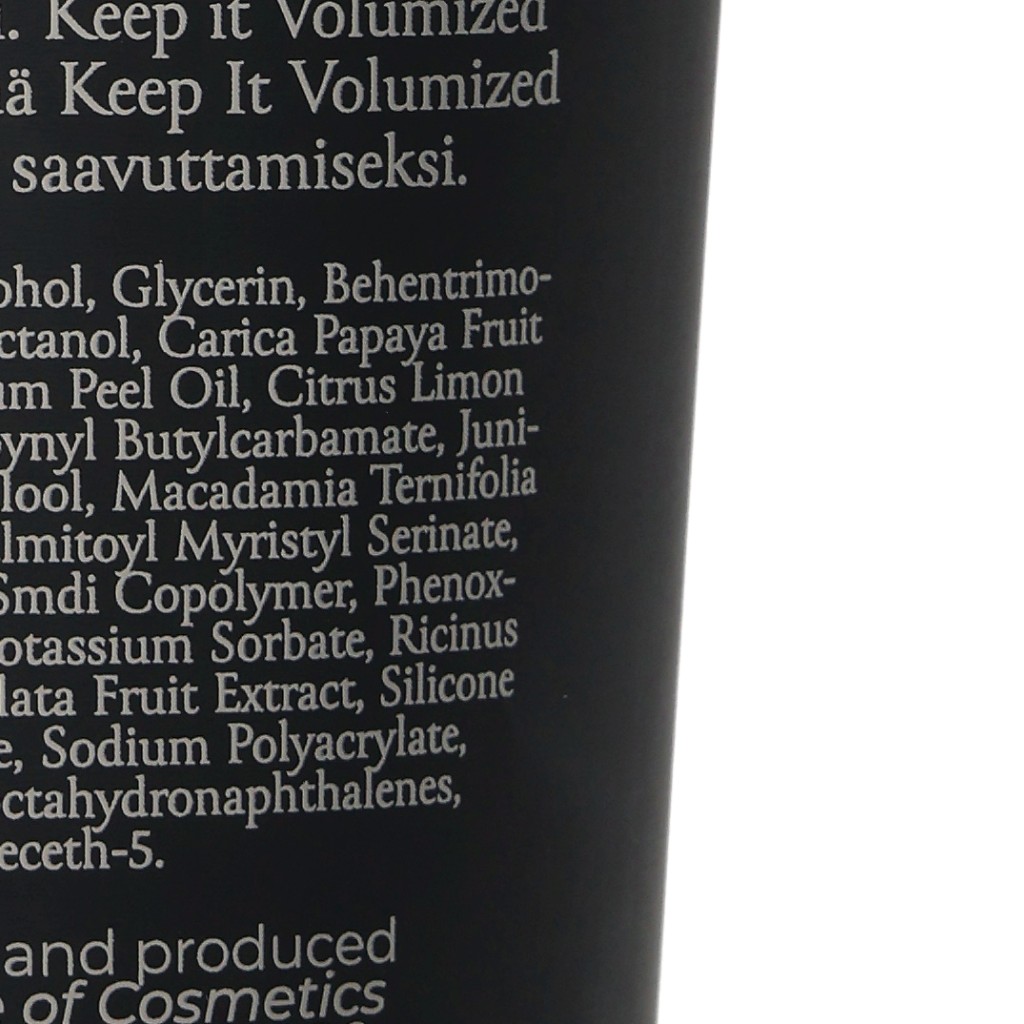 . Keep it Volumized
ä Keep It Volumized
saavuttamiseksi.
ohol, Glycerin, Behentrimo-
ctanol, Carica Papaya Fruit
um Peel Oil, Citrus Limon
ynyl Butylcarbamate, Juni-
lool, Macadamia Ternifolia
lmitoyl Myristyl Serinate,
Smdi Copolymer, Phenox-
otassium Sorbate, Ricinus
lata Fruit Extract, Silicone
e, Sodium Polyacrylate,
ctahydronaphthalenes,
eceth-5.
and produced
e of Cosmetics